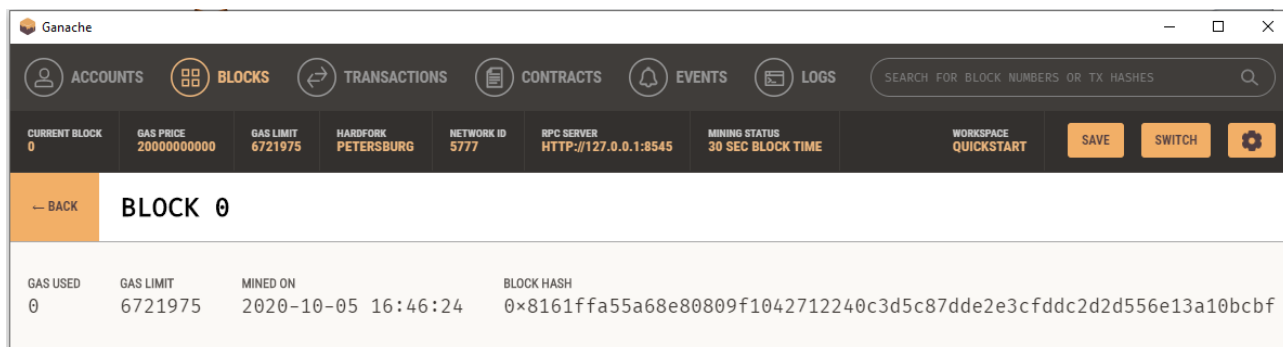 Ganache
ACCOUNTS BLOCKS TRANSACTIONS CONTRACTS EVENTS LOGS SEARCH FOR BLOCK NUMBERS OR TX HASHES
CURRENT BLOCK GAS PRICE GAS LIMIT HARDFORK NETWORK ID RPC SERVER MINING STATUS WORKSPACE
0 20000000000 6721975 PETERSBURG 5777 HTTP://127.0.0.1:8545 30 SEC BLOCK TIME QUICKSTART SAVE SWITCH
← BACK BLOCK 0
GAS USED GAS LIMIT MINED ON BLOCK HASH
0 6721975 2020-10-05 16:46:24 0×8161ffa55a68e80809f1042712240c3d5c87dde2e3cfddc2d2d556e13a10bcbf